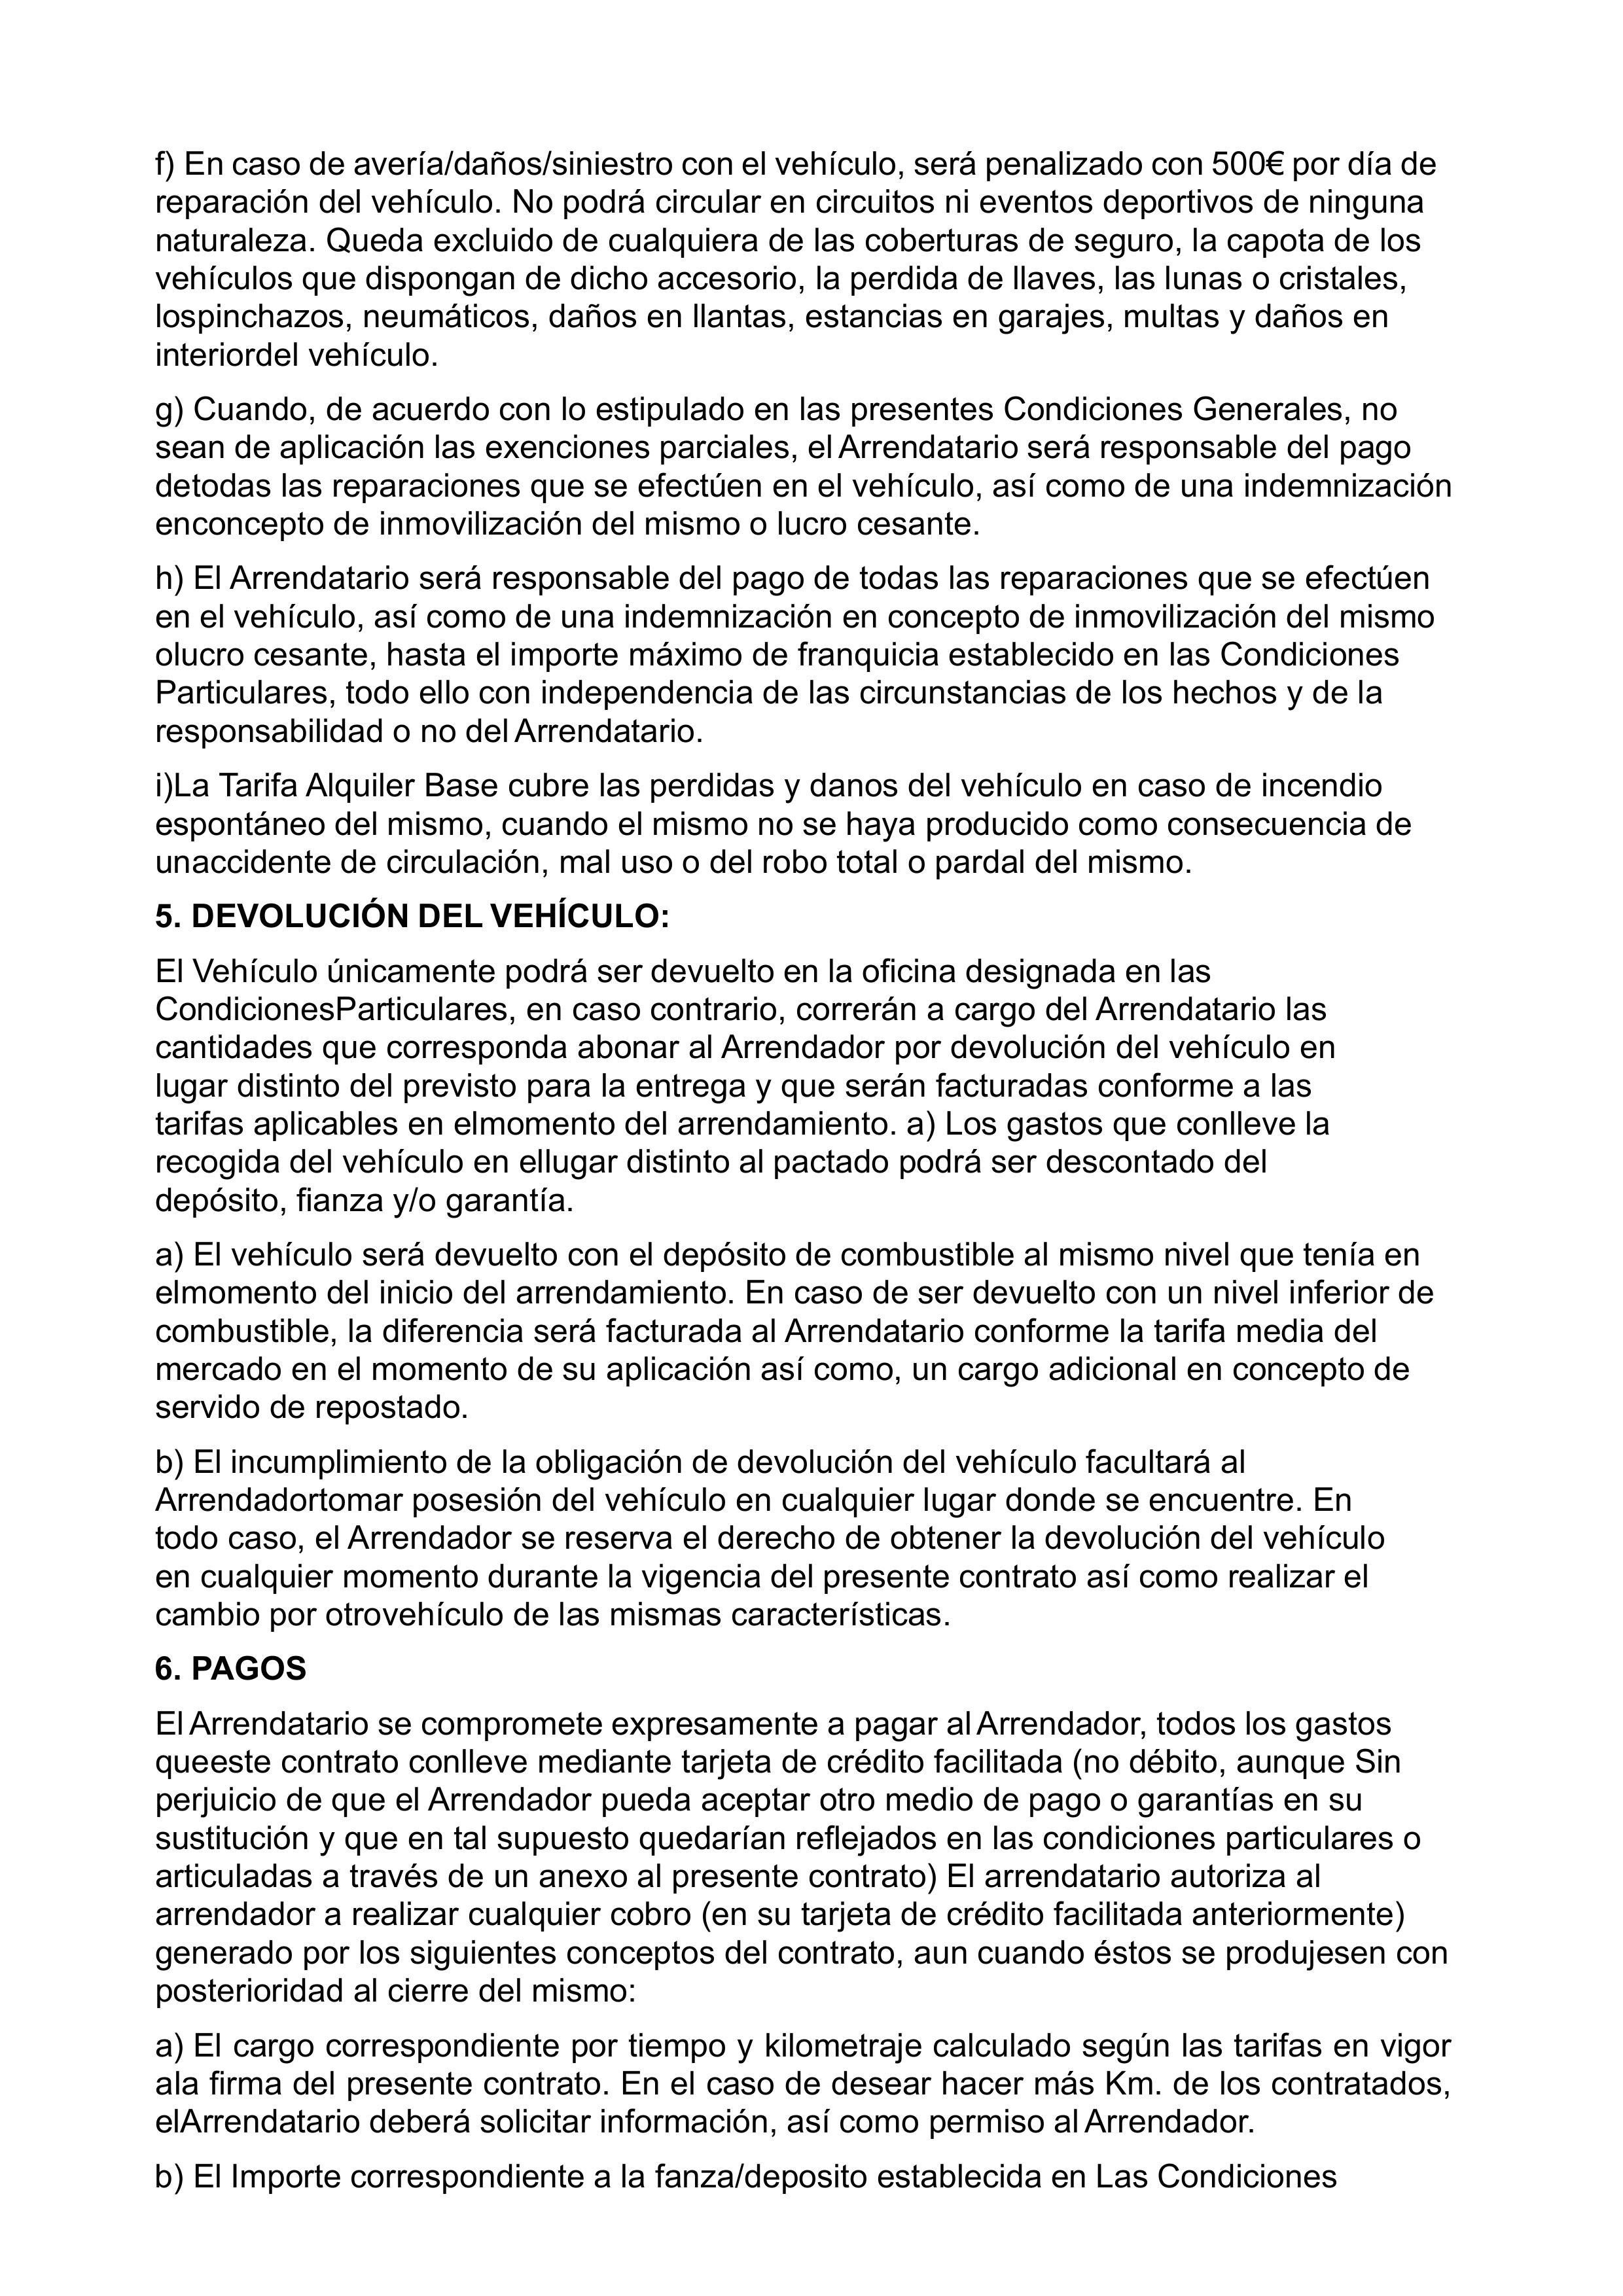 f) En caso de avería/daños/siniestro con el vehículo, será penalizado con 500€ por día de
reparación del vehículo. No podrá circular en circuitos ni eventos deportivos de ninguna
naturaleza. Queda excluido de cualquiera de las coberturas de seguro, la capota de los
vehículos que dispongan de dicho accesorio, la perdida de llaves, las lunas o cristales,
lospinchazos, neumáticos, daños en llantas, estancias en garajes, multas y daños en
interiordel vehículo.
g) Cuando, de acuerdo con lo estipulado en las presentes Condiciones Generales, no
sean de aplicación las exenciones parciales, el Arrendatario será responsable del pago
detodas las reparaciones que se efectúen en el vehículo, así como de una indemnización
enconcepto de inmovilización del mismo o lucro cesante.
h) El Arrendatario será responsable del pago de todas las reparaciones que se efectúen
en el vehículo, así como de una indemnización en concepto de inmovilización del mismo
olucro cesante, hasta el importe máximo de franquicia establecido en las Condiciones
Particulares, todo ello con independencia de las circunstancias de los hechos y de la
responsabilidad o no del Arrendatario.
i)La Tarifa Alquiler Base cubre las perdidas y danos del vehículo en caso de incendio
espontáneo del mismo, cuando el mismo no se haya producido como consecuencia de
unaccidente de circulación, mal uso o del robo total o pardal del mismo.
5. DEVOLUCIÓN DEL VEHÍCULO:
El Vehículo únicamente podrá ser devuelto en la oficina designada en las
CondicionesParticulares, en caso contrario, correrán a cargo del Arrendatario las
cantidades que corresponda abonar al Arrendador por devolución del vehículo en
lugar distinto del previsto para la entrega y que serán facturadas conforme a las
tarifas aplicables en elmomento del arrendamiento. a) Los gastos que conlleve la
recogida del vehículo en ellugar distinto al pactado podrá ser descontado del
depósito, fianza y/o garantía.
a) El vehículo será devuelto con el depósito de combustible al mismo nivel que tenía en
elmomento del inicio del arrendamiento. En caso de ser devuelto con un nivel inferior de
combustible, la diferencia será facturada al Arrendatario conforme la tarifa media del
mercado en el momento de su aplicación así como, un cargo adicional en concepto de
servido de repostado.
b) El incumplimiento de la obligación de devolución del vehículo facultará al
Arrendadortomar posesión del vehículo en cualquier lugar donde se encuentre. En
todo caso, el Arrendador se reserva el derecho de obtener la devolución del vehículo
en cualquier momento durante la vigencia del presente contrato así como realizar el
cambio por otrovehículo de las mismas características.
6. PAGOS
El Arrendatario se compromete expresamente a pagar al Arrendador, todos los gastos
queeste contrato conlleve mediante tarjeta de crédito facilitada (no débito, aunque Sin
perjuicio de que el Arrendador pueda aceptar otro medio de pago o garantías en su
sustitución y que en tal supuesto quedarían reflejados en las condiciones particulares o
articuladas a través de un anexo al presente contrato) El arrendatario autoriza al
arrendador a realizar cualquier cobro (en su tarjeta de crédito facilitada anteriormente)
generado por los siguientes conceptos del contrato, aun cuando éstos se produjesen con
posterioridad al cierre del mismo:
a) El cargo correspondiente por tiempo y kilometraje calculado según las tarifas en vigor
ala firma del presente contrato. En el caso de desear hacer más Km. de los contratados,
elArrendatario deberá solicitar información, así como permiso al Arrendador.
b) El Importe correspondiente a la fanza/deposito establecida en Las Condiciones